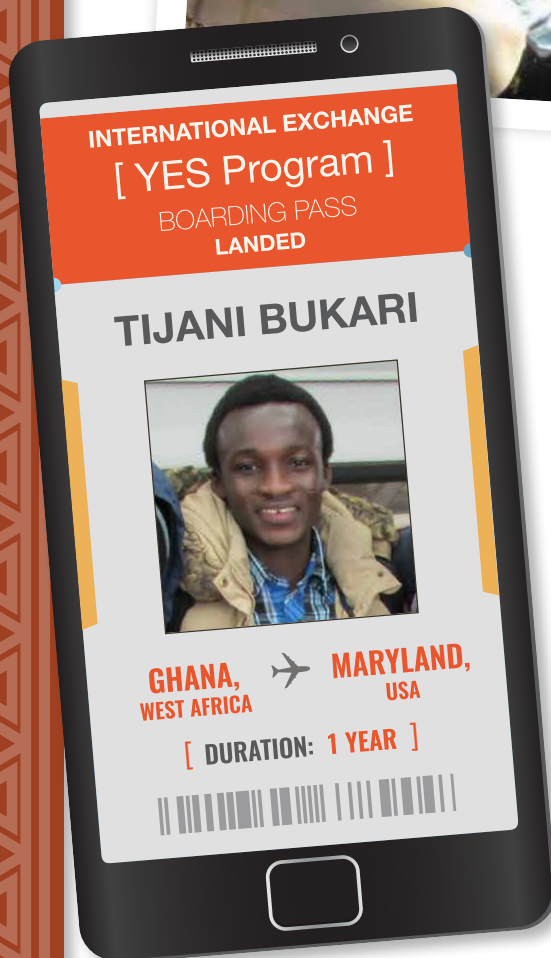 INTERNATIONAL EXCHANGE
[ YES Program ]
BOARDING PASS
LANDED
TIJANI BUKARI
GHANA,
WEST AFRICA
MARYLAND,
USA
[ DURATION: 1 YEAR ]